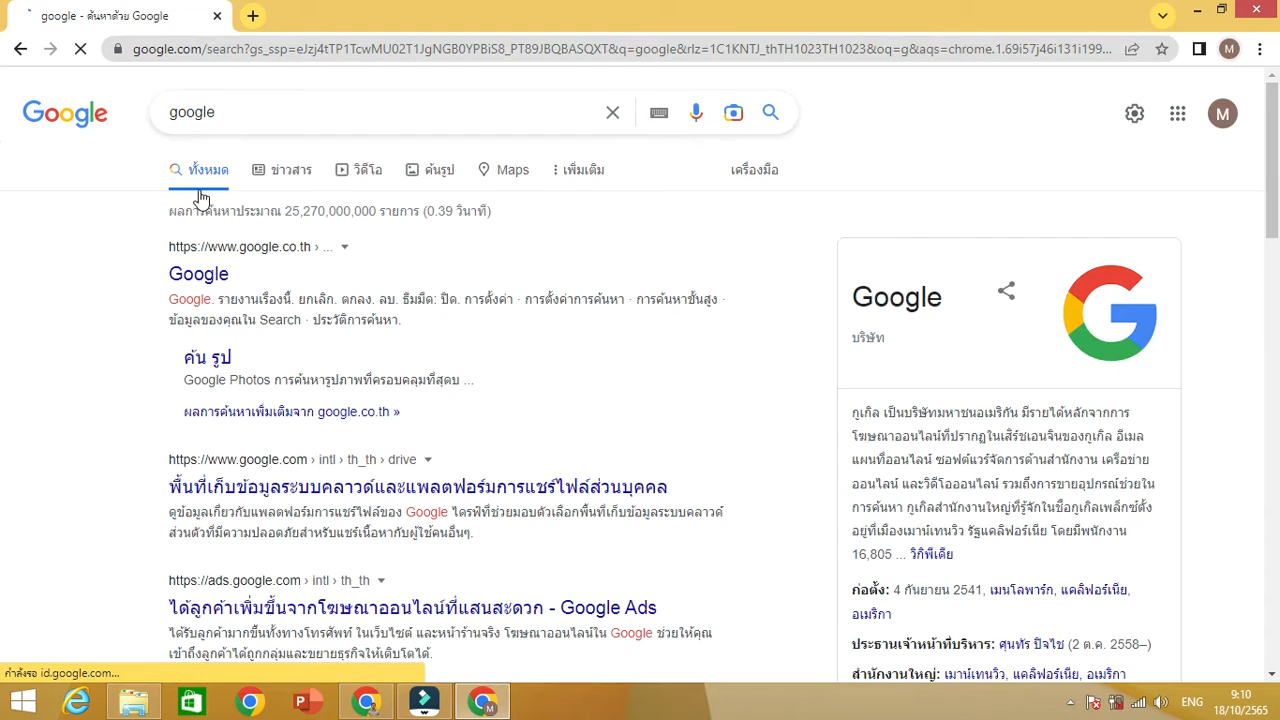 google - ค้นหาด้วย Google
google.com/search?gs_ssp=eJzj4tTP1TcwMU02T1JgNGB0YPBiS8_PT89JBQBASQXT&q=google&rlz=1C1KNTJ_thTH1023TH1023&oq=g&aqs=chrome.1.69i57j46i131i199...
M
Google
google
M
ทั้งหมด
ข่าวสาร
วิดีโอ
ค้นรูป
Maps
เพิ่มเติม
เครื่องมือ
ผลการค้นหาประมาณ 25,270,000,000 รายการ (0.39 วินาที)
https://www.google.co.th › ...
Google
Google. รายงานเรื่องนี้. ยกเลิก. ตกลง. ลบ. ธีมมืด: ปิด. การตั้งค่า · การตั้งค่าการค้นหา · การค้นหาขั้นสูง ·
ข้อมูลของคุณใน Search · ประวัติการค้นหา.
ค้น รูป
Google Photos การค้นหารูปภาพที่ครอบคลุมที่สุดบ ...
ผลการค้นหาเพิ่มเติมจาก google.co.th »
https://www.google.com › intl › th_th › drive
พื้นที่เก็บข้อมูลระบบคลาวด์และแพลตฟอร์มการแชร์ไฟล์ส่วนบุคคล
ดูข้อมูลเกี่ยวกับแพลตฟอร์มการแชร์ไฟล์ของ Google ไดรฟ์ที่ช่วยมอบตัวเลือกพื้นที่เก็บข้อมูลระบบคลาวด์
ส่วนตัวที่มีความปลอดภัยสำหรับแชร์เนื้อหากับผู้ใช้คนอื่นๆ.
https://ads.google.com › intl › th_th
ได้ลูกค้าเพิ่มขึ้นจากโฆษณาออนไลน์ที่แสนสะดวก - Google Ads
ได้รับลูกค้ามากขึ้นทั้งทางโทรศัพท์ ในเว็บไซต์ และหน้าร้านจริง โฆษณาออนไลน์ใน Google ช่วยให้คุณ
เข้าถึงลูกค้าได้ถูกกลุ่มและขยายธุรกิจให้เติบโตได้.
Google
บริษัท
กูเกิล เป็นบริษัทมหาชนอเมริกัน มีรายได้หลักจากการ
โฆษณาออนไลน์ที่ปรากฏในเสิร์ชเอนจินของกูเกิล อีเมล
แผนที่ออนไลน์ ซอฟต์แวร์จัดการด้านสำนักงาน เครือข่าย
ออนไลน์ และวิดีโอออนไลน์ รวมถึงการขายอุปกรณ์ช่วยใน
การค้นหา กูเกิลสำนักงานใหญ่ที่รู้จักในชื่อกูเกิลเพล็กซ์ตั้ง
อยู่ที่เมืองเมาน์เทนวิว รัฐแคลิฟอร์เนีย โดยมีพนักงาน
16,805 ... วิกิพีเดีย
ก่อตั้ง: 4 กันยายน 2541, เมนโลพาร์ก, แคลิฟอร์เนีย,
อเมริกา
ประธานเจ้าหน้าที่บริหาร: ศุนทัร ปิจไช (2 ต.ค. 2558–)
สำนักงานใหญ่: เมาน์เทนวิว, แคลิฟอร์เนีย, อเมริกา
กำลังรอ id.google.com...
ENG
9:10
18/10/2565